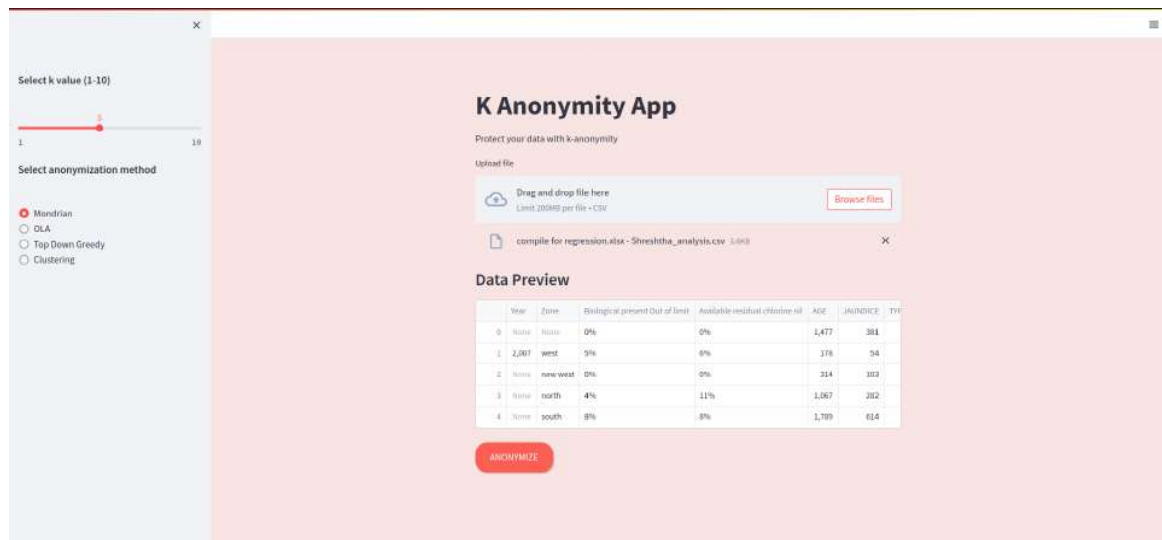 Select k value (1-10)
5
1
10
Select anonymization method
Mondrian
OLA
Top Down Greedy
Clustering
K Anonymity App
Protect your data with k-anonymity
Upload file
Drag and drop file here
Limit 200MB per file • CSV
Browse files
compile for regression.xlsx - Shreshtha_analysis.csv
Data Preview
Year Zone Biological present Out of limit Available residual chlorine nil AGE JAUNDICE TYP
0 None None 0% 0% 1,477 381
1 2,007 west 5% 6% 178 54
2 None new west 0% 0% 314 103
3 None north 4% 11% 1,067 282
4 None south 8% 8% 1,789 614
ANONYMIZE